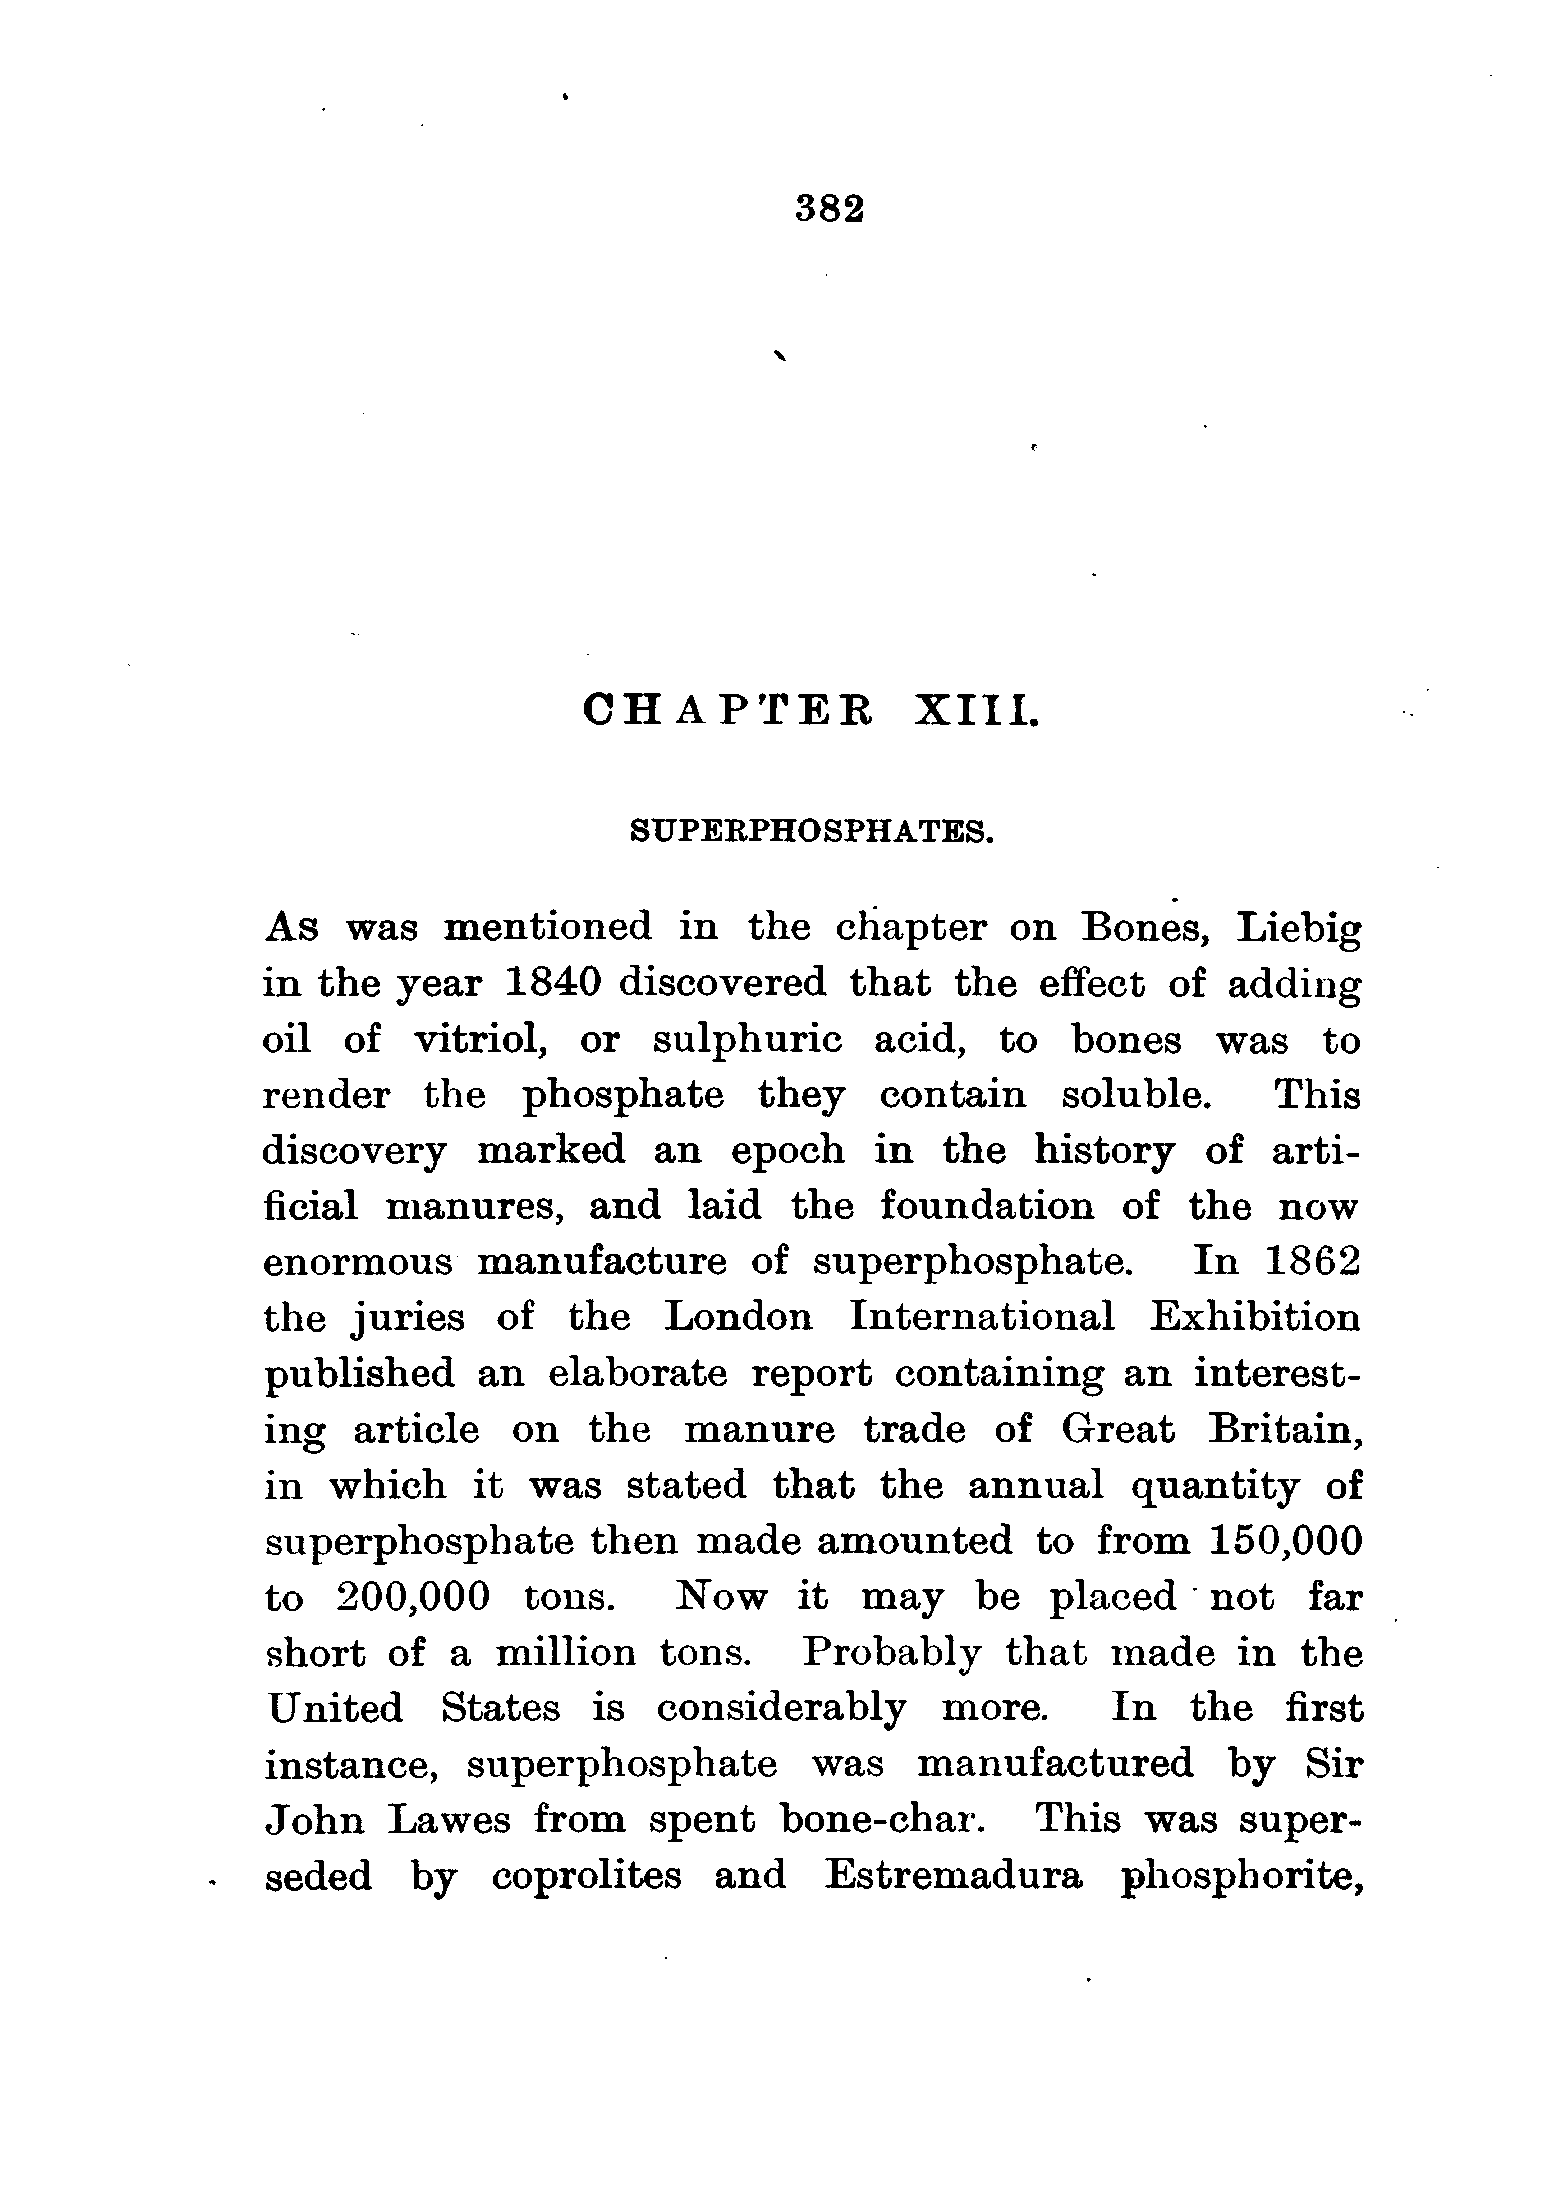 382
CHAPTER XIII.
SUPERPHOSPHATES.
As was mentioned in the chapter on Bones, Liebig
in the year 1840 discovered that the effect of adding
oil of vitriol, or sulphuric acid, to bones was to
render the phosphate they contain soluble. This
discovery marked an epoch in the history of arti-
ficial manures, and laid the foundation of the now
enormous manufacture of superphosphate. In 1862
the juries of the London International Exhibition
published an elaborate report containing an interest-
ing article on the manure trade of Great Britain,
in which it was stated that the annual quantity of
superphosphate then made amounted to from 150,000
to 200,000 tons. Now it may be placed not far
short of a million tons. Probably that made in the
United States is considerably more. In the first
instance, superphosphate was manufactured by Sir
John Lawes from spent bone-char. This was super-
seded by coprolites and Estremadura phosphorite,